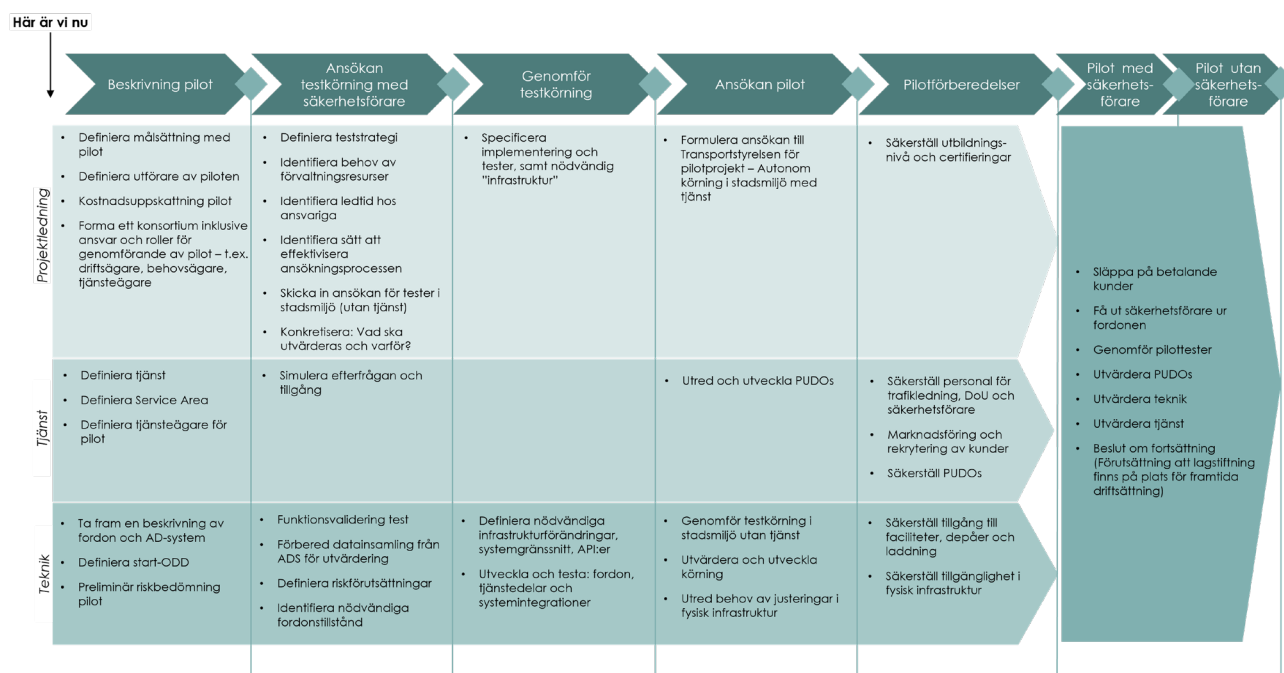 Här är vi nu
Beskrivning pilot
Ansökan
testkörning med
säkerhetsförare
Genomför
testkörning
Ansökan pilot
Pilotförberedelser
Pilot med
säkerhets-
förare
Pilot utan
säkerhets-
förare
Projektledning
• Definiera målsättning med
pilot
• Definiera utförare av piloten
• Kostnadsuppskattning pilot
• Forma ett konsortium inklusive
ansvar och roller för
genomförande av pilot – t.ex.
driftsägare, behovsägare,
tjänsteägare
• Definiera teststrategi
• Identifiera behov av
förvaltningsresurser
• Identifiera ledtid hos
ansvariga
• Identifiera sätt att
effektivisera
ansökningsprocessen
• Skicka in ansökan för tester i
stadsmiljö (utan tjänst)
• Konkretisera: Vad ska
utvärderas och varför?
• Specificera
implementering och
tester, samt nödvändig
”infrastruktur”
• Formulera ansökan till
Transportstyrelsen för
pilotprojekt – Autonom
körning i stadsmiljö med
tjänst
• Säkerställ utbildnings-
nivå och certifieringar
Tjänst
• Definiera tjänst
• Definiera Service Area
• Definiera tjänsteägare för
pilot
• Simulera efterfrågan och
tillgång
• Utred och utveckla PUDOs
• Säkerställ personal för
trafikledning, DoU och
säkerhetsförare
• Marknadsföring och
rekrytering av kunder
• Säkerställ PUDOs
Teknik
• Ta fram en beskrivning av
fordon och AD-system
• Definiera start-ODD
• Preliminär riskbedömning
pilot
• Funktionsvalidering test
• Förbered datainsamling från
ADS för utvärdering
• Definiera riskförutsättningar
• Identifiera nödvändiga
fordonstillstånd
• Definiera nödvändiga
infrastrukturförändringar,
systemgränssnitt, API:er
• Utveckla och testa: fordon,
tjänstedelar och
systemintegrationer
• Genomför testkörning i
stadsmiljö utan tjänst
• Utvärdera och utveckla
körning
• Utred behov av justeringar i
fysisk infrastruktur
• Säkerställ tillgång till
faciliteter, depåer och
laddning
• Säkerställ tillgänglighet i
fysisk infrastruktur
• Släppa på betalande
kunder
• Få ut säkerhetsförare ur
fordonen
• Genomför pilottester
• Utvärdera PUDOs
• Utvärdera teknik
• Utvärdera tjänst
• Beslut om fortsättning
(Förutsättning att lagstiftning
finns på plats för framtida
driftsättning)